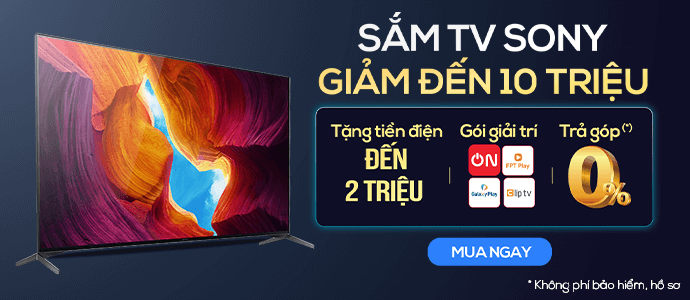 SẮM TV SONY
GIẢM ĐẾN 10 TRIỆU
Tặng tiền điện
ĐẾN
2 TRIỆU
Gói giải trí
ON
FPT Play
Galaxy Play
Clip tv
Trả góp (*)
0%
MUA NGAY
* Không phí bảo hiểm, hồ sơ